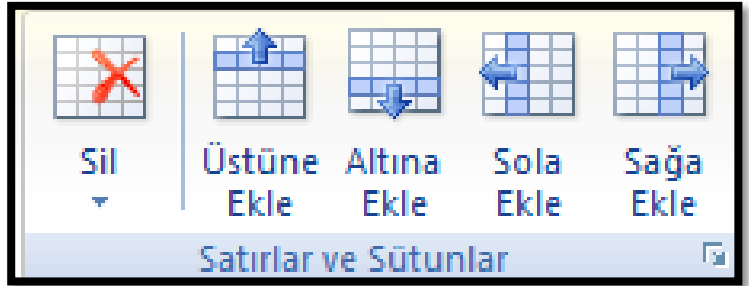 Sil
Üstüne Ekle
Altına Ekle
Sola Ekle
Sağa Ekle
Satırlar ve Sütunlar